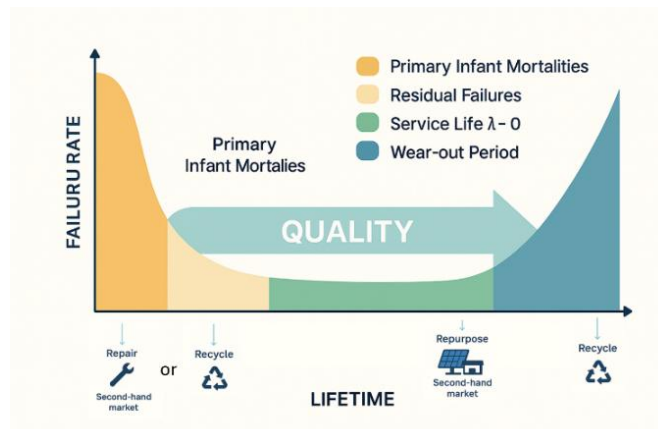 Primary Infant Mortalities
Residual Failures
Service Life λ - 0
Wear-out Period
Primary
Infant Mortalies
FAILURU RATE
QUALITY
Repair
or
Recycle
Second-hand
market
Repurpose
Second-hand
market
Recycle
LIFETIME